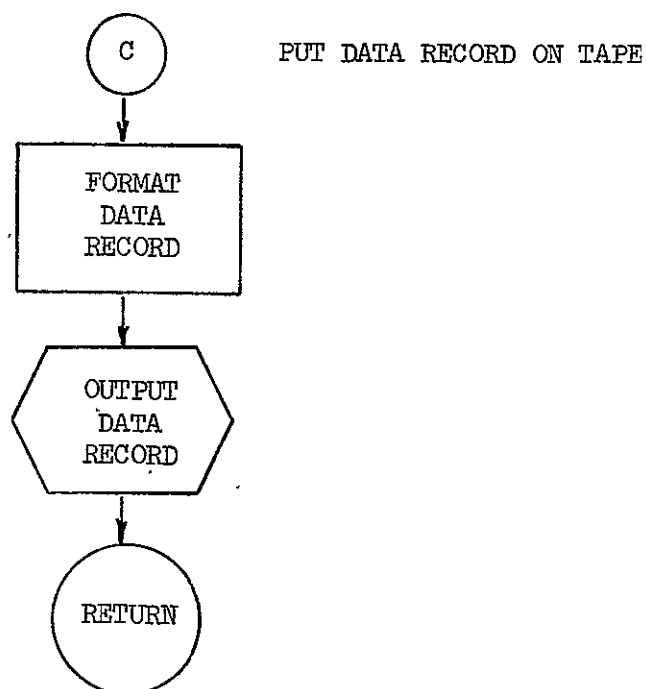 C PUT DATA RECORD ON TAPE
FORMAT
DATA
RECORD
OUTPUT
DATA
RECORD
RETURN